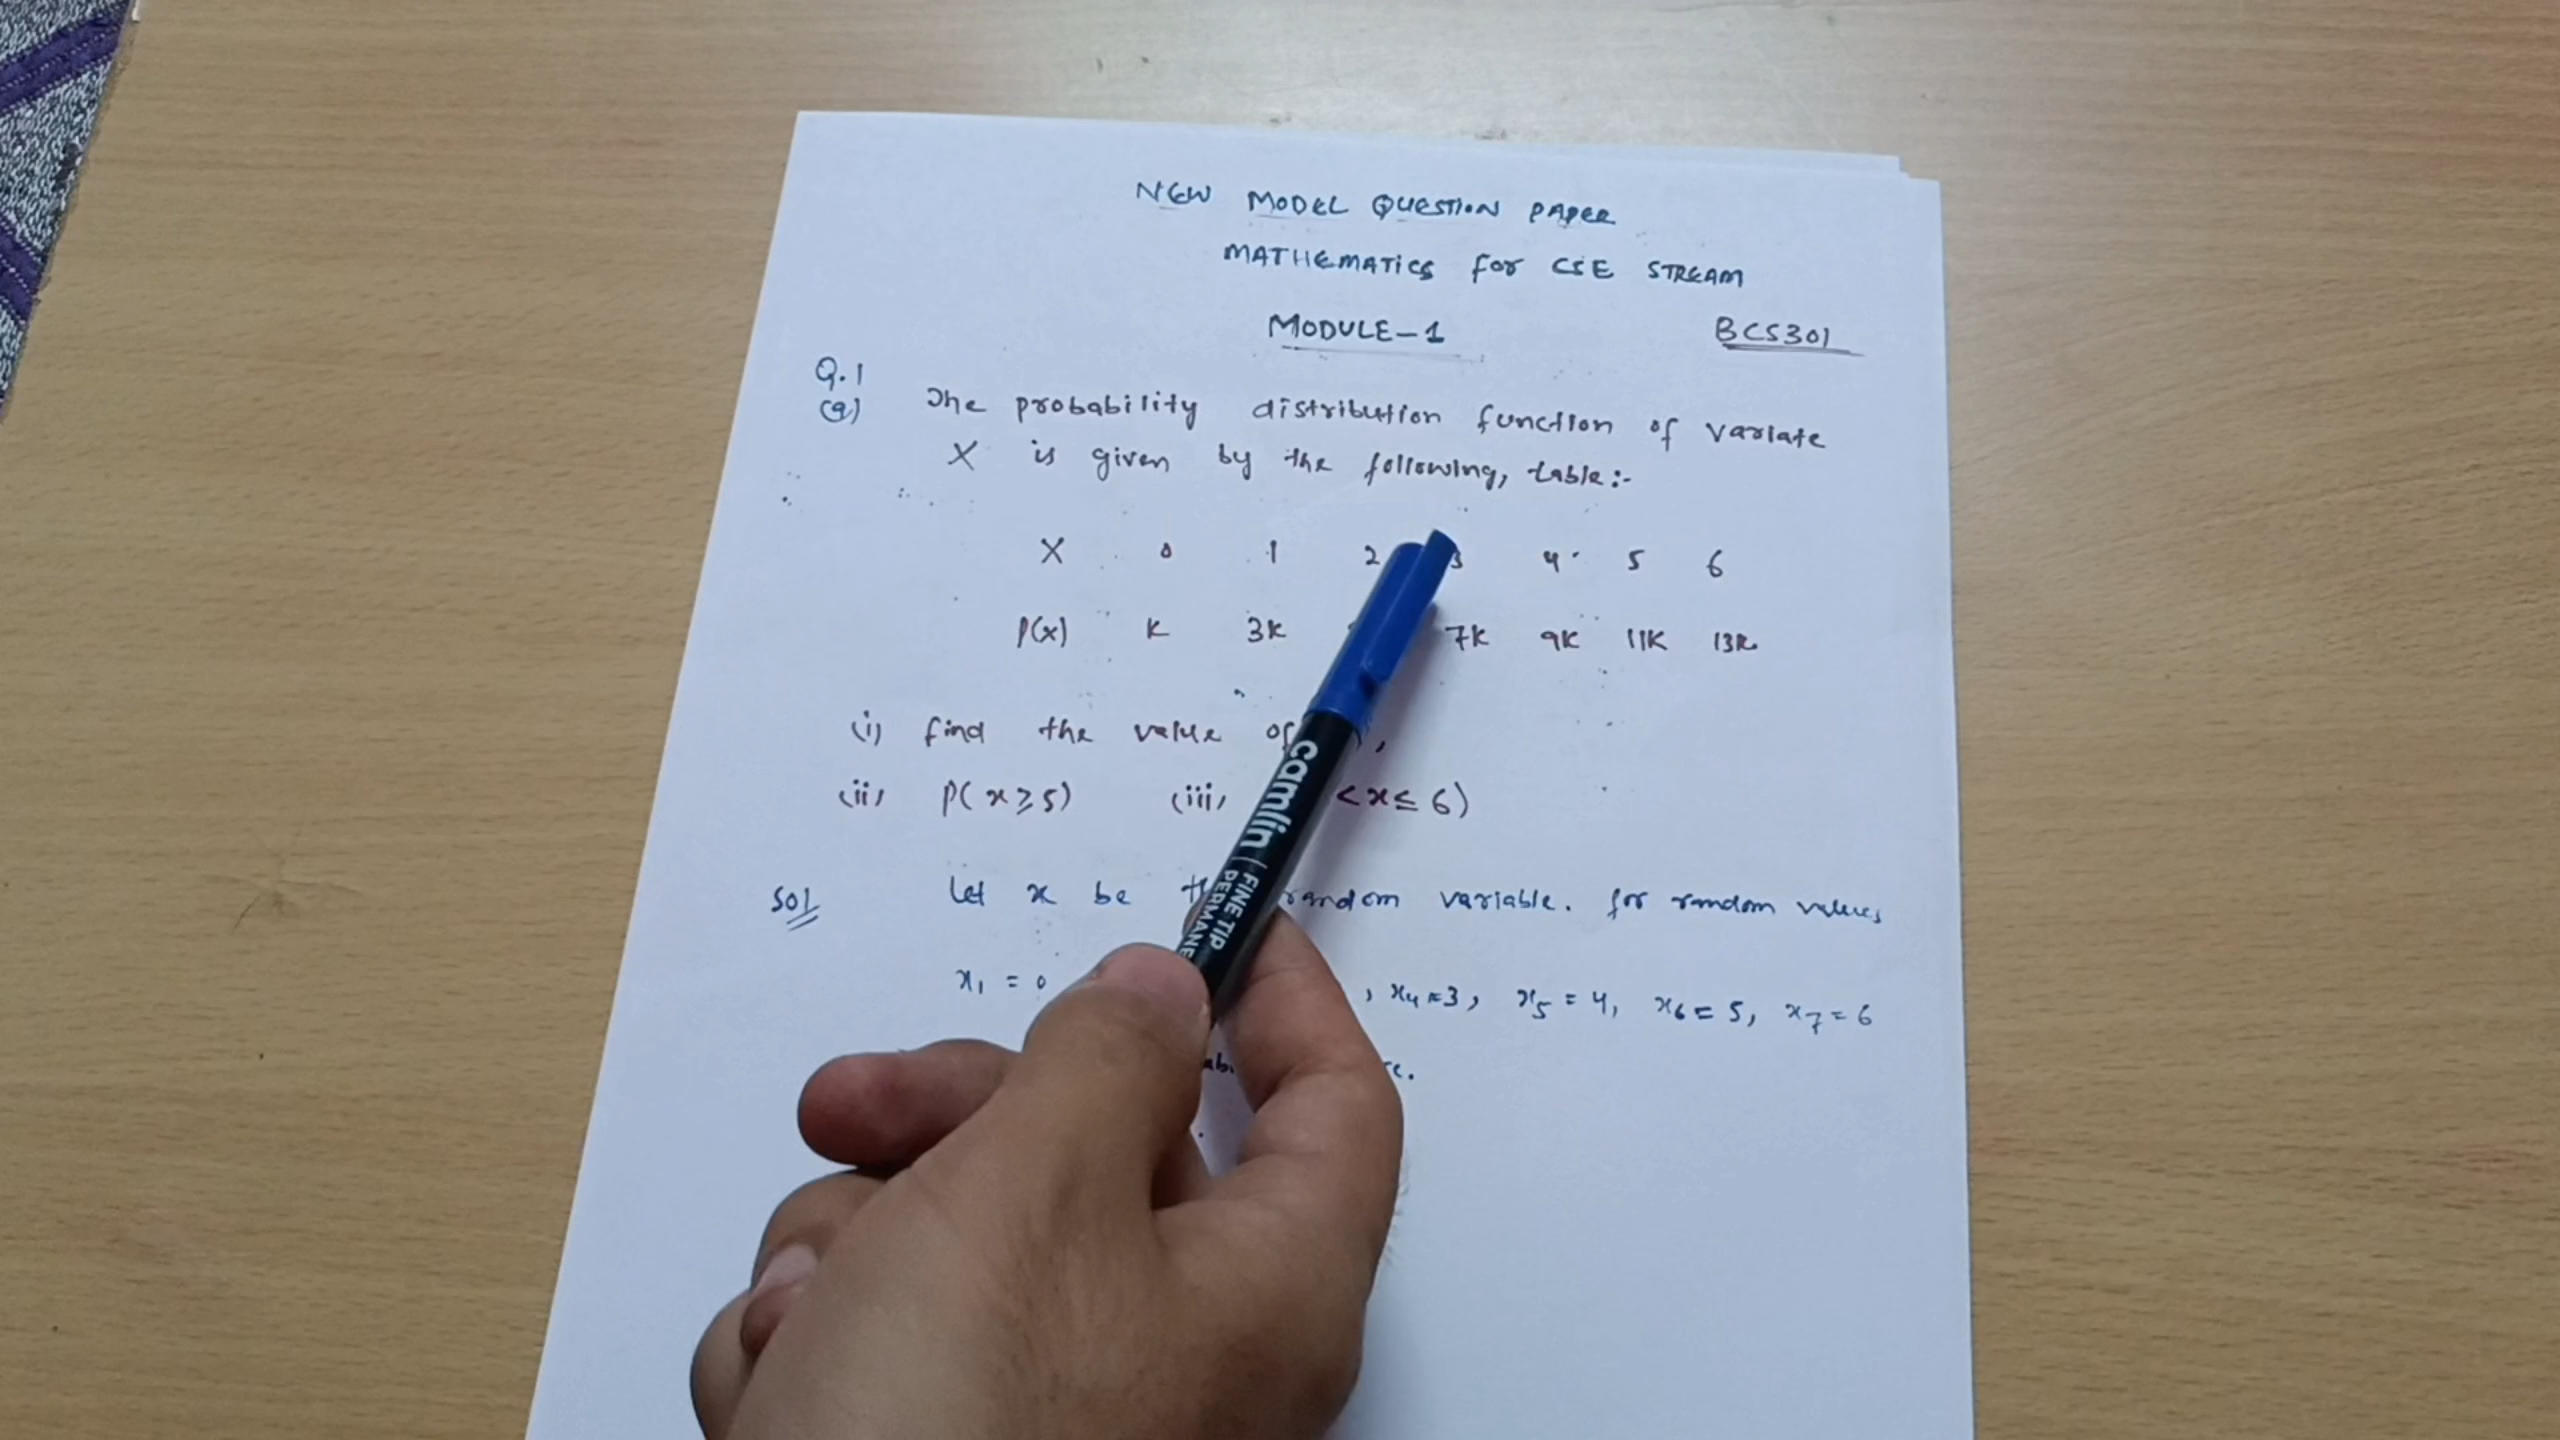 NEW MODEL QUESTION PAPER
MATHEMATICS for CSE STREAM
MODULE-1 BCS301
Q.1
(a) The probability distribution function of variate
X is given by the following, table:-
X 0 1 2 3 4 5 6
P(x) K 3K 7K 9K 11K 13K
(i) find the value of ,
(ii) P(x≥5) (iii) <x≤6)
Sol Let x be random variable. for random values
x₁ = 0 , x₄=3, x₅=4, x₆=5, x₇=6
camlin | FINE TIP